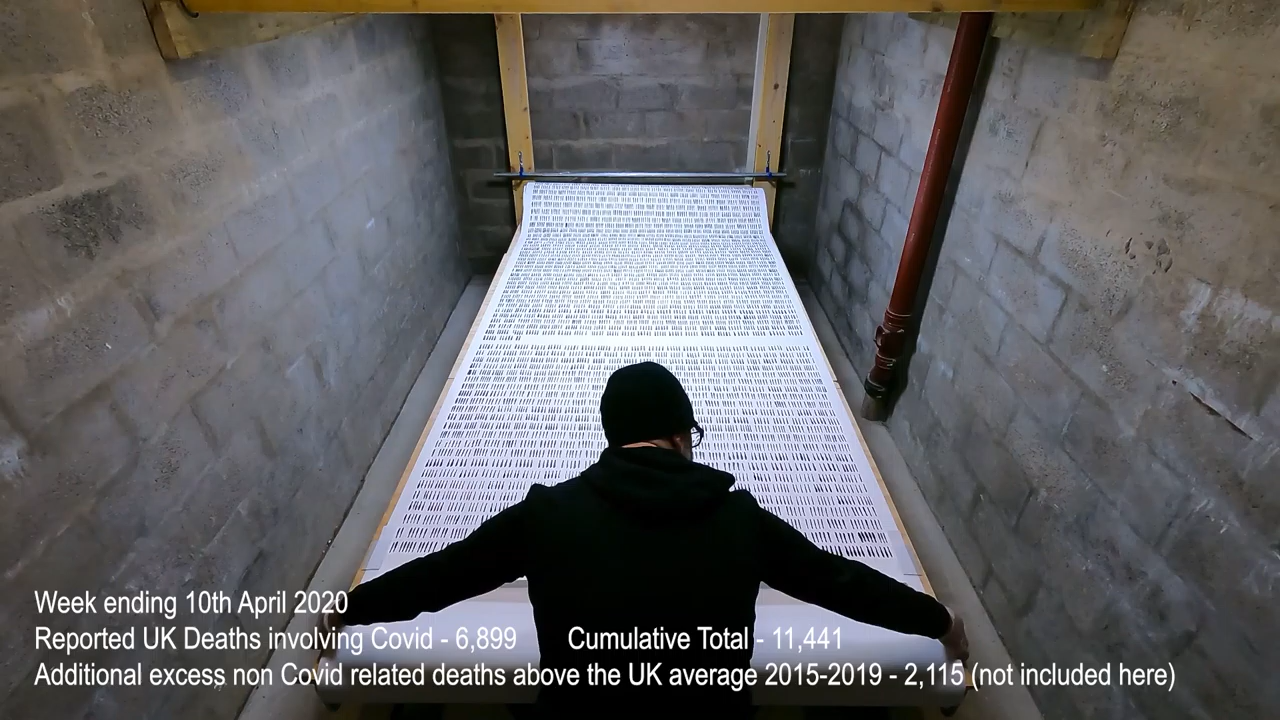 Week ending 10th April 2020
Reported UK Deaths involving Covid - 6,899 Cumulative Total - 11,441
Additional excess non Covid related deaths above the UK average 2015-2019 - 2,115 (not included here)